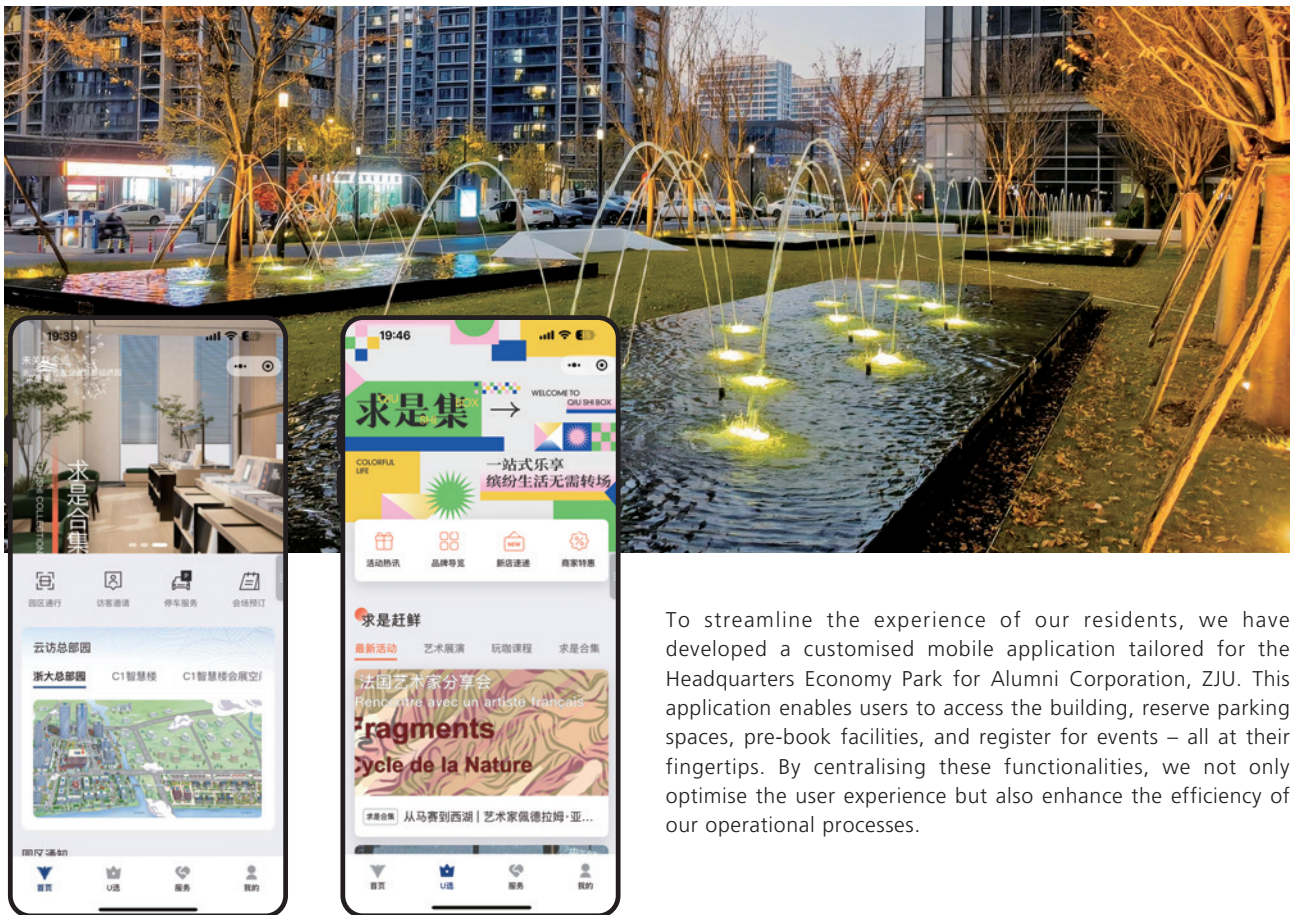 19:39
求是合集
园区通行
访客邀请
停车服务
会场预订
云访总部园
浙大总部园 C1智慧楼 C1智慧楼会展空间
园区通知
首页
U选
服务
我的
19:46
求是集
QIU
SHI
BOX
WELCOME TO
QIU SHI BOX
COLORFUL
LIFE
一站式乐享
缤纷生活无需转场
活动热讯
品牌导览
NEW
新店速递
商家特惠
求是赶鲜
最新活动 艺术展演 玩咖课程 求是合集
法国艺术家分享会
Rencontre avec un artiste français
Fragments
Cycle de la Nature
求是合集 从马赛到西湖 | 艺术家佩德拉姆·亚...
首页
U选
服务
我的
To streamline the experience of our residents, we have
developed a customised mobile application tailored for the
Headquarters Economy Park for Alumni Corporation, ZJU. This
application enables users to access the building, reserve parking
spaces, pre-book facilities, and register for events – all at their
fingertips. By centralising these functionalities, we not only
optimise the user experience but also enhance the efficiency of
our operational processes.